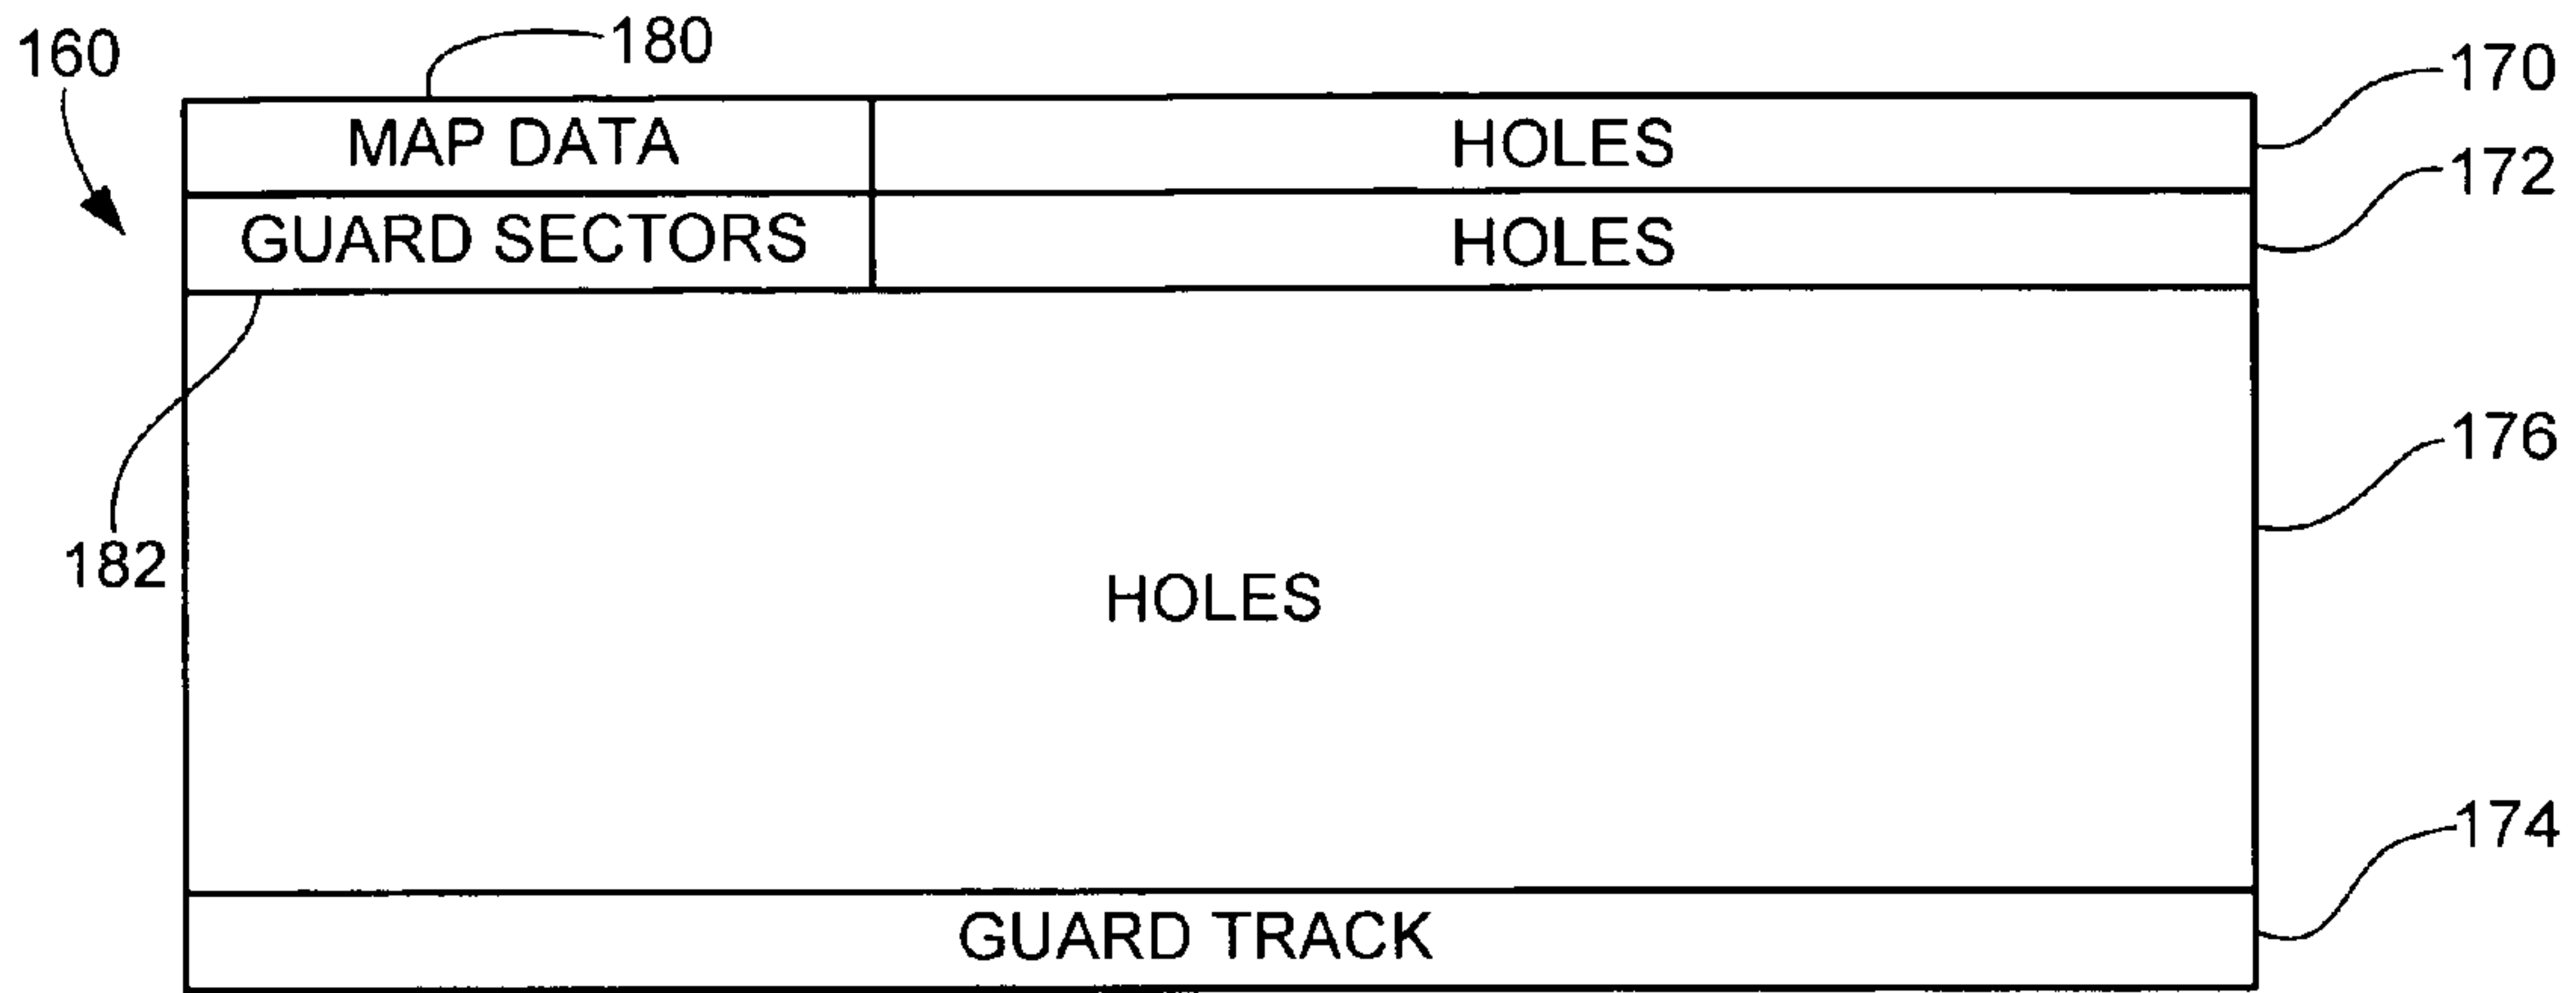 160
180
170
MAP DATA HOLES
172
GUARD SECTORS HOLES
176
182
HOLES
174
GUARD TRACK